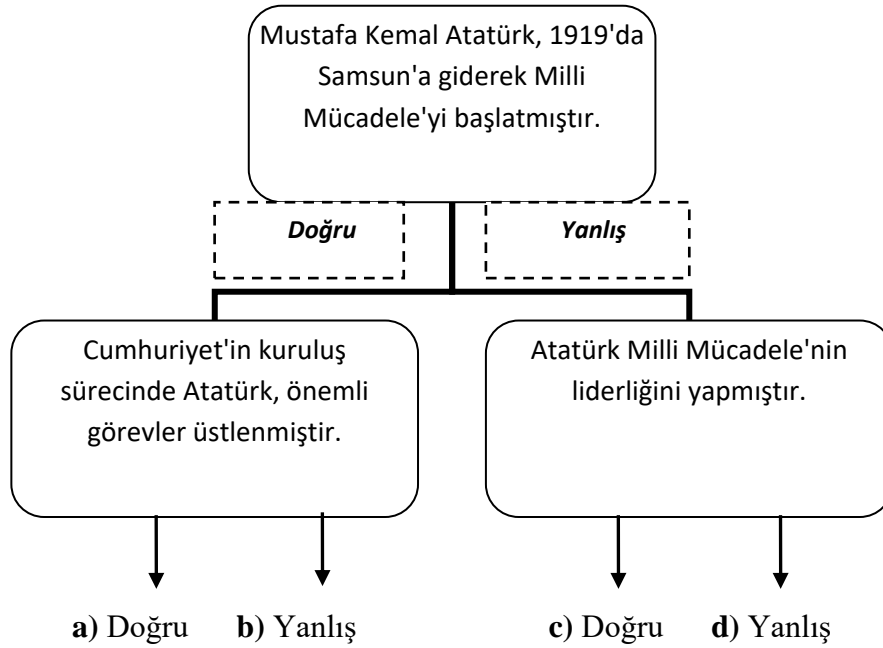 Mustafa Kemal Atatürk, 1919'da
Samsun'a giderek Milli
Mücadele'yi başlatmıştır.
Doğru
Yanlış
Cumhuriyet'in kuruluş
sürecinde Atatürk, önemli
görevler üstlenmiştir.
Atatürk Milli Mücadele'nin
liderliğini yapmıştır.
a) Doğru b) Yanlış
c) Doğru d) Yanlış